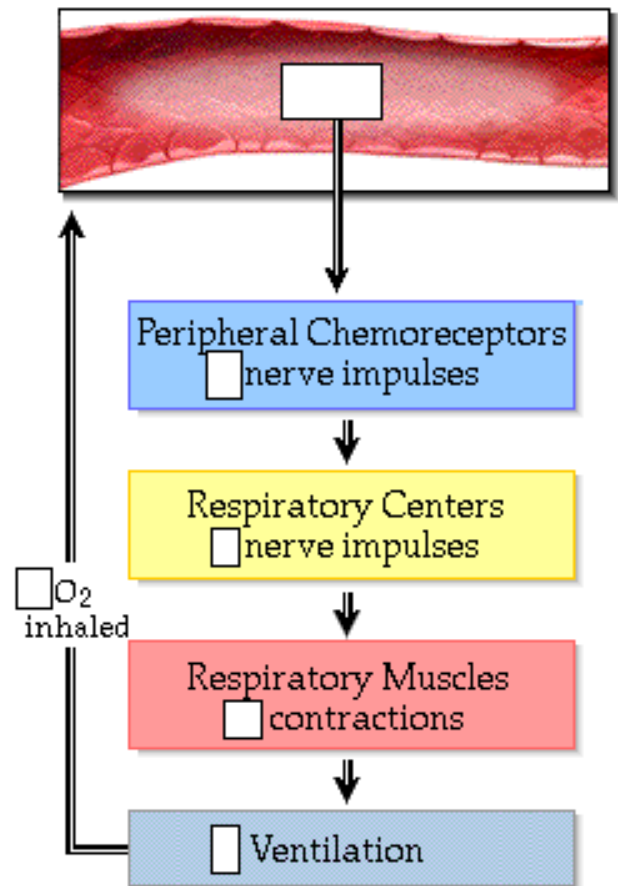 Peripheral Chemoreceptors
nerve impulses
Respiratory Centers
nerve impulses
O₂
inhaled
Respiratory Muscles
contractions
Ventilation